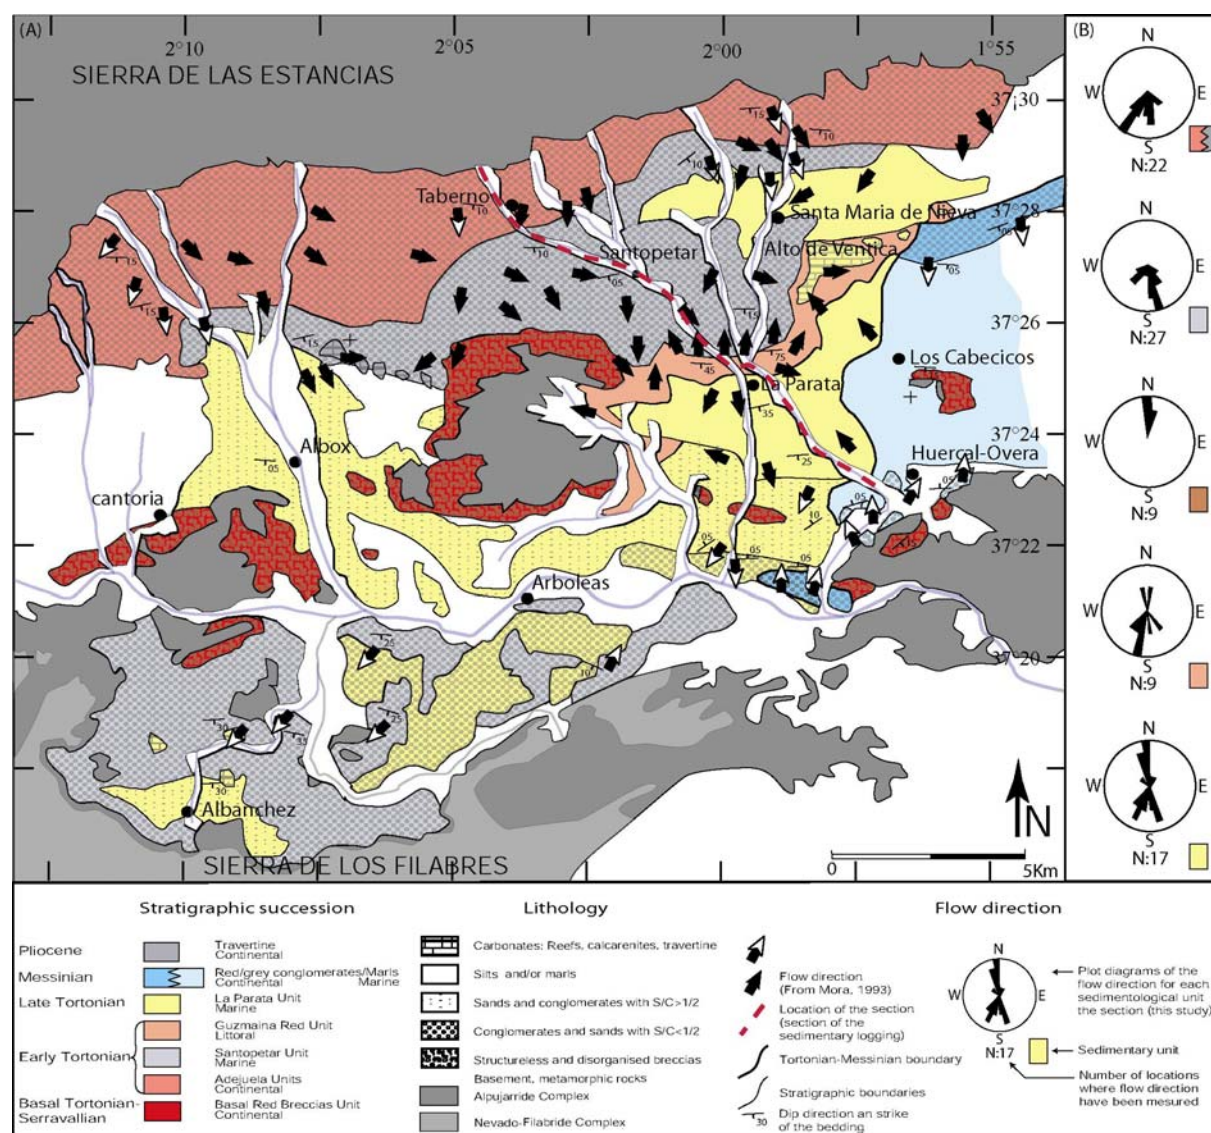 (A)
2°10
2°05
2°00
1°55
(B)
SIERRA DE LAS ESTANCIAS
37¡30
Taberno
Santa Maria de Nieva
37°28
Santopetar
Alto de Ventica
37°26
Los Cabecicos
La Parata
Albox
37°24
Huercal-Overa
cantoria
37°22
Arboleas
37°20
Albanchez
SIERRA DE LOS FILABRES
N
0
5Km
N
W
E
S
N:22
N
W
E
S
N:27
N
S
N:9
N
W
E
S
N:9
N
W
E
S
N:17
Stratigraphic succession
Pliocene
Travertine
Continental
Messinian
Red/grey conglomerates/Marls
Continental Marine
Late Tortonian
La Parata Unit
Marine
Guzmaina Red Unit
Littoral
Early Tortonian
Santopetar Unit
Marine
Adejuela Units
Continental
Basal Tortonian-
Serravallian
Basal Red Breccias Unit
Continental
Lithology
Carbonates: Reefs, calcarenites, travertine
Silts and/or marls
Sands and conglomerates with S/C>1/2
Conglomerates and sands with S/C<1/2
Structureless and disorganised breccias
Basement, metamorphic rocks
Alpujarride Complex
Nevado-Filabride Complex
Flow direction
Flow direction
(From Mora, 1993)
Location of the section
(section of the
sedimentary logging)
Tortonian-Messinian boundary
Stratigraphic boundaries
30
Dip direction an strike
of the bedding
N
W
E
S
N:17
Plot diagrams of the
flow direction for each
sedimentological unit
the section (this study)
Sedimentary unit
Number of locations
where flow direction
have been mesured